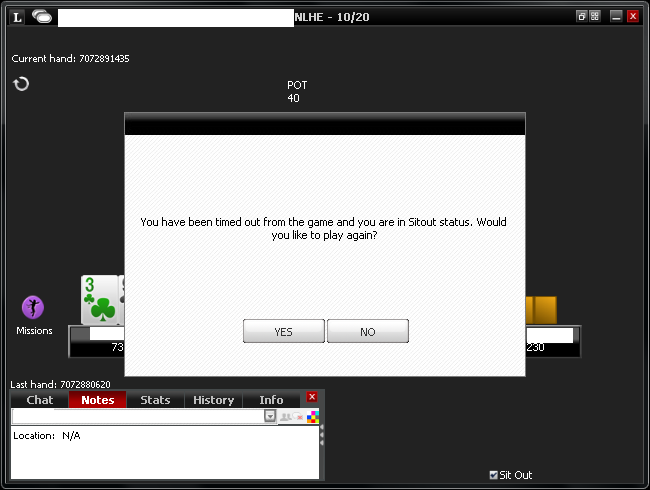 L
NLHE - 10/20
Current hand: 7072891435
POT
40
You have been timed out from the game and you are in Sitout status. Would
you like to play again?
3
Missions
YES NO
73
230
Last hand: 7072880620
Chat Notes Stats History Info
Location: N/A
Sit Out